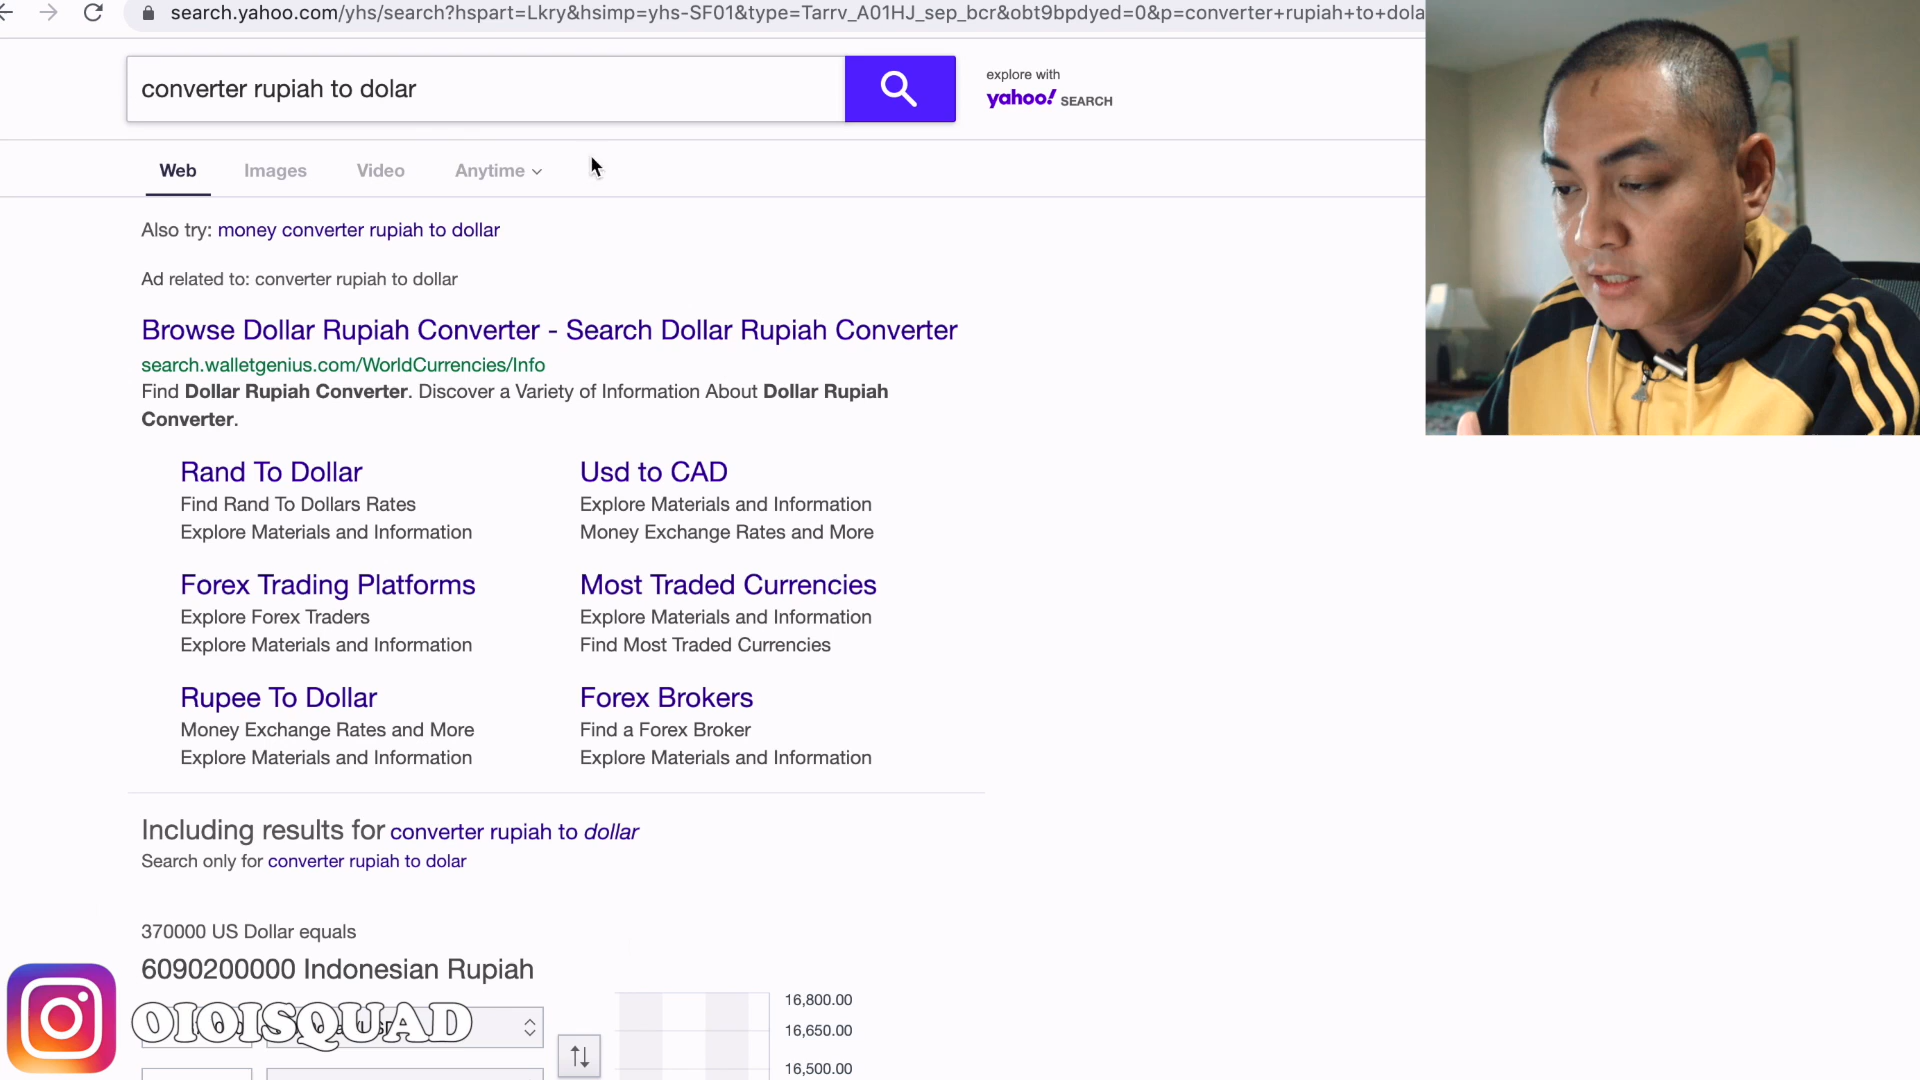 search.yahoo.com/yhs/search?hspart=Lkry&hsimp=yhs-SF01&type=Tarrv_A01HJ_sep_bcr&obt9bpdyed=0&p=converter+rupiah+to+dola
converter rupiah to dolar
explore with
yahoo! SEARCH
Web Images Video Anytime
Also try: money converter rupiah to dollar
Ad related to: converter rupiah to dollar
Browse Dollar Rupiah Converter - Search Dollar Rupiah Converter
search.walletgenius.com/WorldCurrencies/Info
Find Dollar Rupiah Converter. Discover a Variety of Information About Dollar Rupiah
Converter.
Rand To Dollar
Find Rand To Dollars Rates
Explore Materials and Information
Usd to CAD
Explore Materials and Information
Money Exchange Rates and More
Forex Trading Platforms
Explore Forex Traders
Explore Materials and Information
Most Traded Currencies
Explore Materials and Information
Find Most Traded Currencies
Rupee To Dollar
Money Exchange Rates and More
Explore Materials and Information
Forex Brokers
Find a Forex Broker
Explore Materials and Information
Including results for converter rupiah to dollar
Search only for converter rupiah to dolar
370000 US Dollar equals
6090200000 Indonesian Rupiah
OIOISQUAD
16,800.00
16,650.00
16,500.00